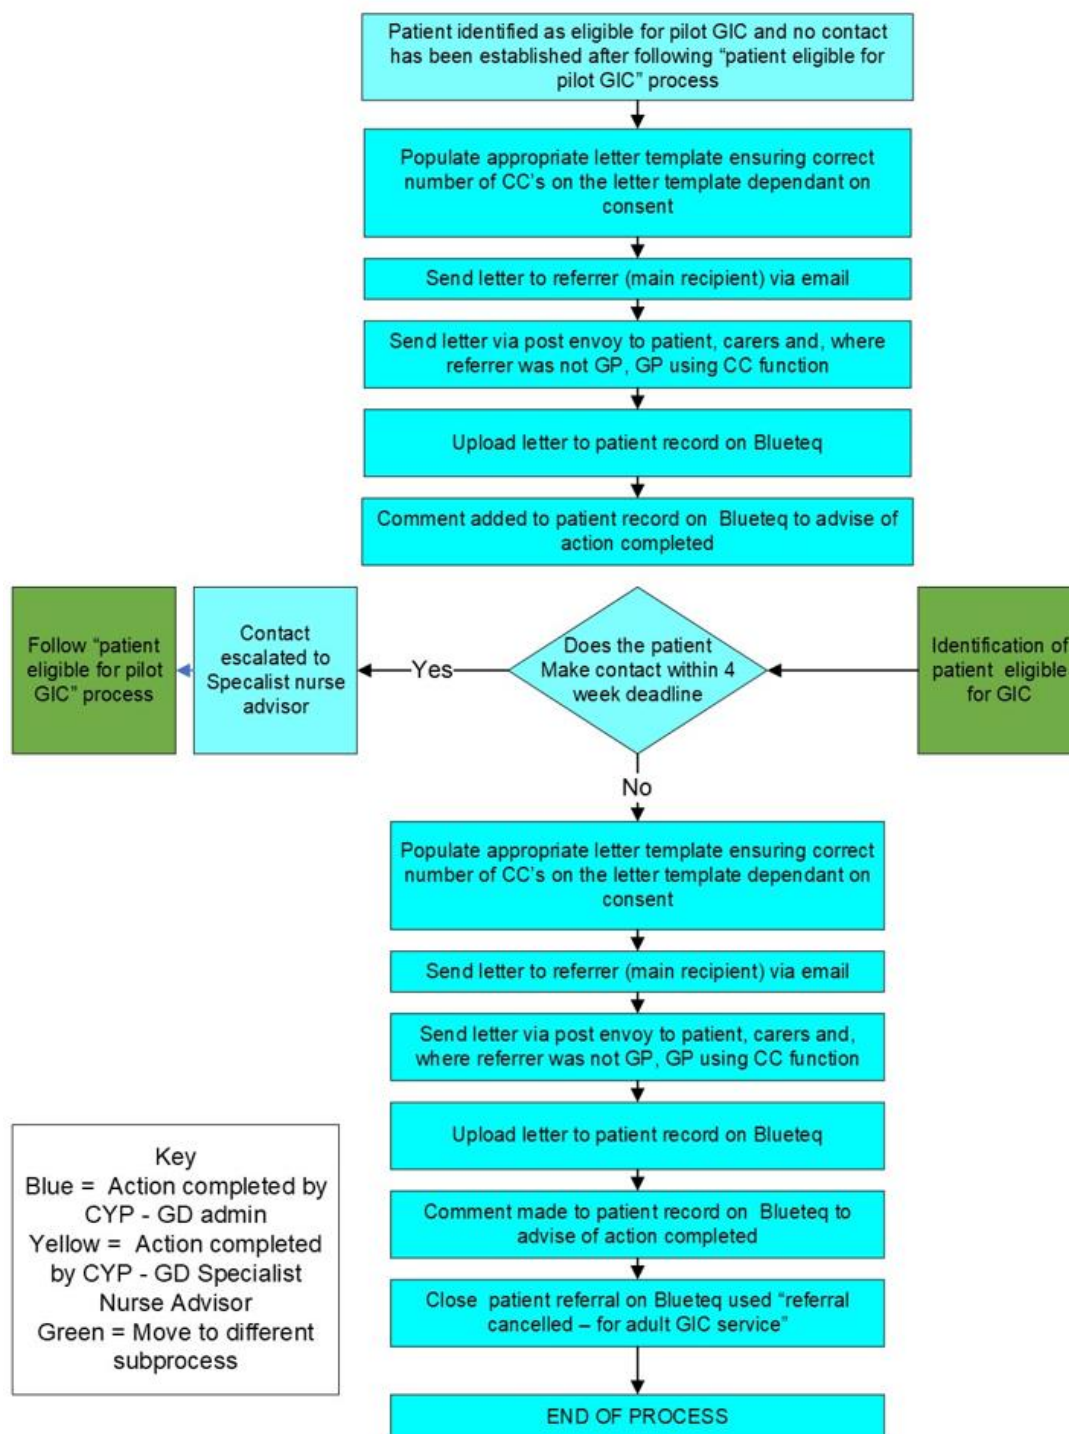 Patient identified as eligible for pilot GIC and no contact
has been established after following “patient eligible for
pilot GIC” process
Populate appropriate letter template ensuring correct
number of CC’s on the letter template dependant on
consent
Send letter to referrer (main recipient) via email
Send letter via post envoy to patient, carers and, where
referrer was not GP, GP using CC function
Upload letter to patient record on Blueteq
Comment added to patient record on Blueteq to advise of
action completed
Follow “patient
eligible for pilot
GIC” process
Contact
escalated to
Specalist nurse
advisor
Yes
Does the patient
Make contact within 4
week deadline
Identification of
patient eligible
for GIC
No
Populate appropriate letter template ensuring correct
number of CC’s on the letter template dependant on
consent
Send letter to referrer (main recipient) via email
Send letter via post envoy to patient, carers and,
where referrer was not GP, GP using CC function
Upload letter to patient record on Blueteq
Comment made to patient record on Blueteq to
advise of action completed
Close patient referral on Blueteq used “referral
cancelled – for adult GIC service”
END OF PROCESS
Key
Blue = Action completed by
CYP - GD admin
Yellow = Action completed
by CYP - GD Specialist
Nurse Advisor
Green = Move to different
subprocess